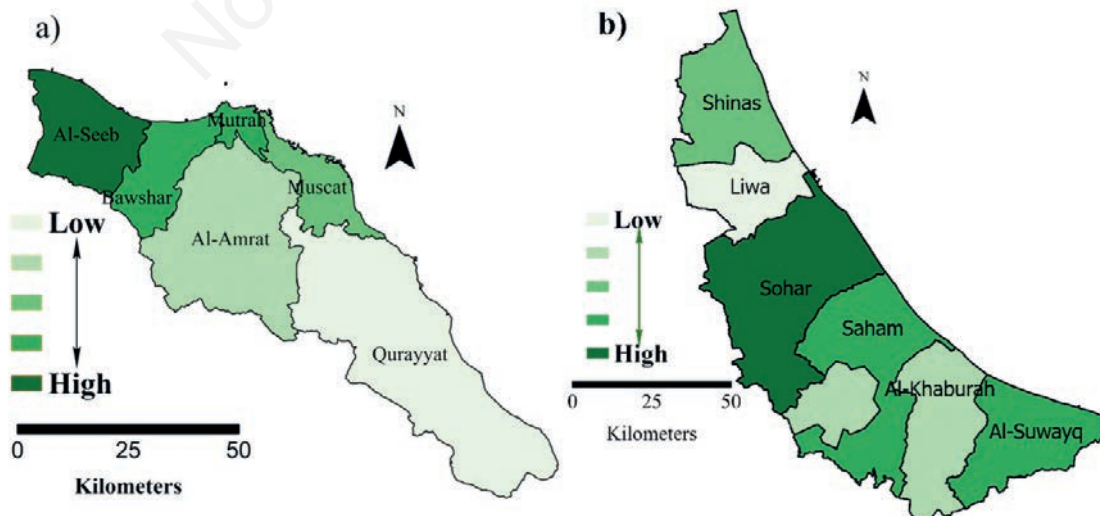 No
a)
N
Al-Seeb
Mutrah
Bawshar
Muscat
Al-Amrat
Qurayyat
Low
High
0 25 50
Kilometers
b)
N
Shinas
Liwa
Sohar
Saham
Al-Khaburah
Al-Suwayq
Low
High
0 25 50
Kilometers